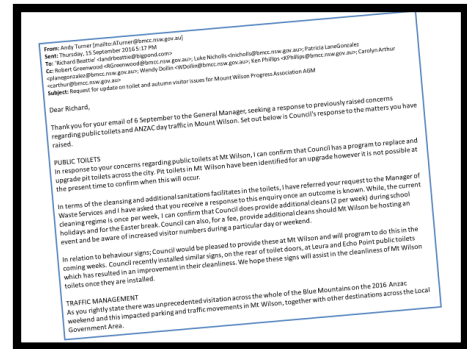 From: Andy Turner [mailto:ATurner@bmcc.nsw.gov.au]
Sent: Thursday, 15 September 2016 5:17 PM
To: 'Richard Beattie' <landrbeattie@bigpond.com>
Cc: Robert Greenwood <RGreenwood@bmcc.nsw.gov.au>; Luke Nicholls <lnicholls@bmcc.nsw.gov.au>; Patricia LaneGonzalez
<planegonzalez@bmcc.nsw.gov.au>; Wendy Dollin <WDollin@bmcc.nsw.gov.au>; Ken Phillips <KPhillips@bmcc.nsw.gov.au>; Carolyn Arthur
<carthur@bmcc.nsw.gov.au>
Subject: Request for update on toilet and autumn visitor issues for Mount Wilson Progress Association AGM
Dear Richard,
Thank you for your email of 6 September to the General Manager, seeking a response to previously raised concerns
regarding public toilets and ANZAC day traffic in Mount Wilson. Set out below is Council's response to the matters you have
raised.
PUBLIC TOILETS
In response to your concerns regarding public toilets at Mt Wilson, I can confirm that Council has a program to replace and
upgrade pit toilets across the city. Pit toilets in Mt Wilson have been identified for an upgrade however it is not possible at
the present time to confirm when this will occur.
In terms of the cleansing and additional sanitations facilitates in the toilets, I have referred your request to the Manager of
Waste Services and I have asked that you receive a response to this enquiry once an outcome is known. While, the current
cleaning regime is once per week, I can confirm that Council does provide additional cleans (2 per week) during school
holidays and for the Easter break. Council can also, for a fee, provide additional cleans should Mt Wilson be hosting an
event and be aware of increased visitor numbers during a particular day or weekend.
In relation to behaviour signs; Council would be pleased to provide these at Mt Wilson and will program to do this in the
coming weeks. Council recently installed similar signs, on the rear of toilet doors, at Leura and Echo Point public toilets
which has resulted in an improvement in their cleanliness. We hope these signs will assist in the cleanliness of Mt Wilson
toilets once they are installed.
TRAFFIC MANAGEMENT
As you rightly state there was unprecedented visitation across the whole of the Blue Mountains on the 2016 Anzac
weekend and this impacted parking and traffic movements in Mt Wilson, together with other destinations across the Local
Government Area.